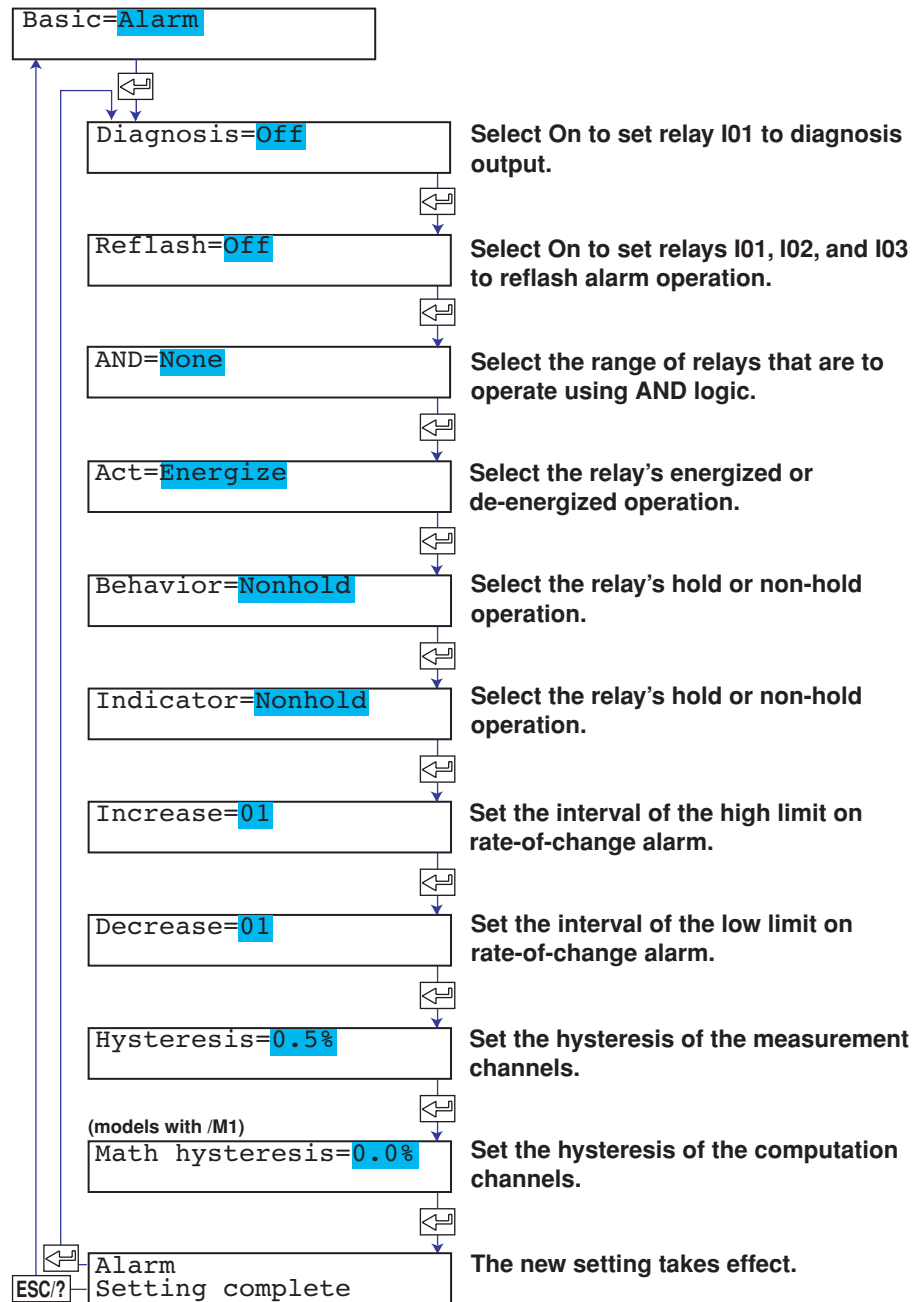 Basic=Alarm
Diagnosis=Off
Select On to set relay I01 to diagnosis
output.
Reflash=Off
Select On to set relays I01, I02, and I03
to reflash alarm operation.
AND=None
Select the range of relays that are to
operate using AND logic.
Act=Energize
Select the relay's energized or
de-energized operation.
Behavior=Nonhold
Select the relay's hold or non-hold
operation.
Indicator=Nonhold
Select the relay's hold or non-hold
operation.
Increase=01
Set the interval of the high limit on
rate-of-change alarm.
Decrease=01
Set the interval of the low limit on
rate-of-change alarm.
Hysteresis=0.5%
Set the hysteresis of the measurement
channels.
(models with /M1)
Math hysteresis=0.0%
Set the hysteresis of the computation
channels.
Alarm
Setting complete
The new setting takes effect.
ESC/?